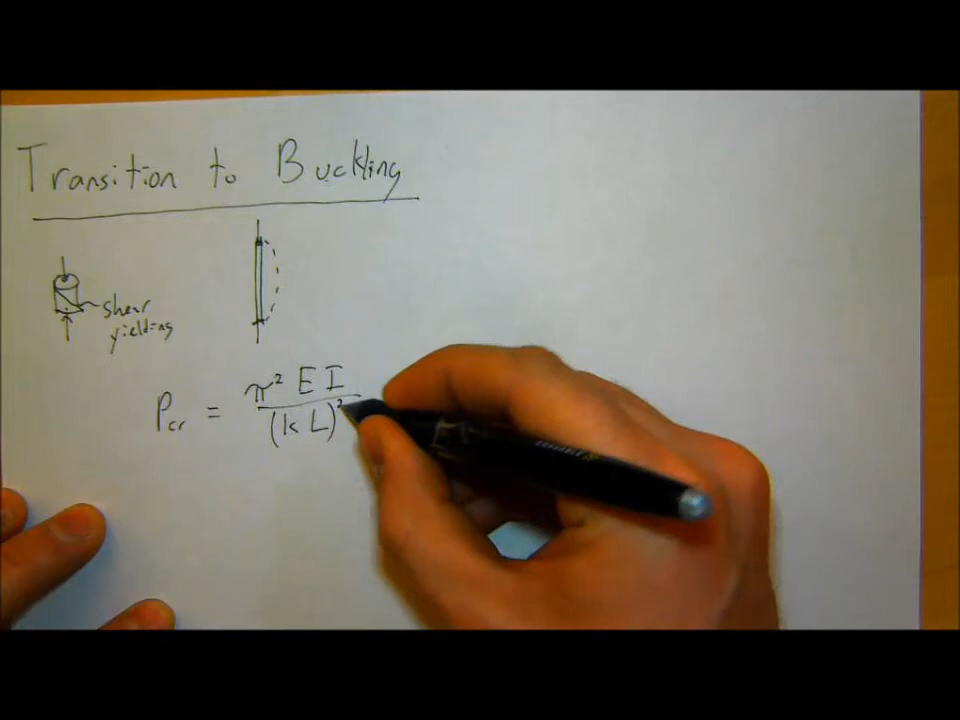 Transition to Buckling
shear
yielding
Pcr = π² E I
(k L)²